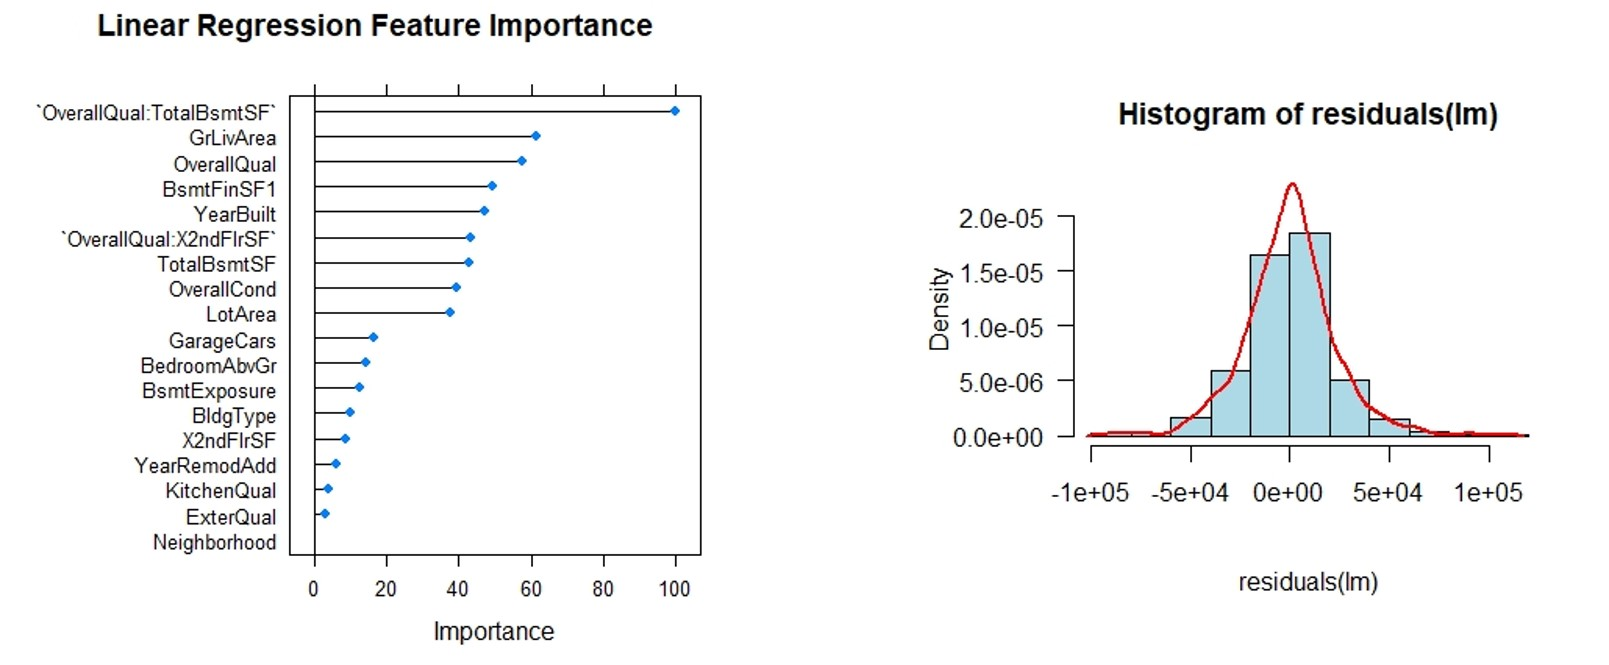 Linear Regression Feature Importance
`OverallQual:TotalBsmtSF`
GrLivArea
OverallQual
BsmtFinSF1
YearBuilt
`OverallQual:X2ndFlrSF`
TotalBsmtSF
OverallCond
LotArea
GarageCars
BedroomAbvGr
BsmtExposure
BldgType
X2ndFlrSF
YearRemodAdd
KitchenQual
ExterQual
Neighborhood
0 20 40 60 80 100
Importance
Histogram of residuals(lm)
Density
2.0e-05
1.5e-05
1.0e-05
5.0e-06
0.0e+00
-1e+05 -5e+04 0e+00 5e+04 1e+05
residuals(lm)